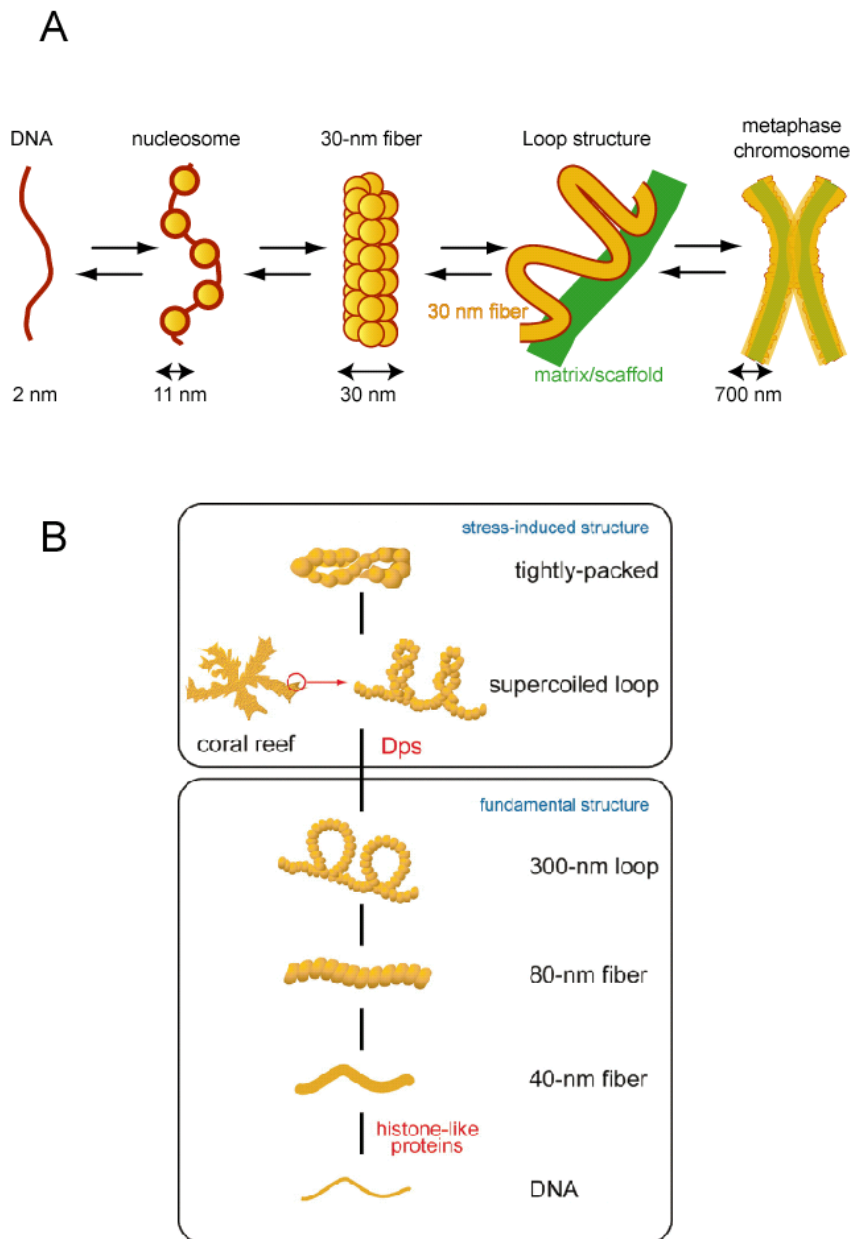 A
DNA
nucleosome
30-nm fiber
Loop structure
metaphase
chromosome
30 nm fiber
matrix/scaffold
2 nm
11 nm
30 nm
700 nm
B
stress-induced structure
tightly-packed
supercoiled loop
coral reef
Dps
fundamental structure
300-nm loop
80-nm fiber
40-nm fiber
histone-like
proteins
DNA